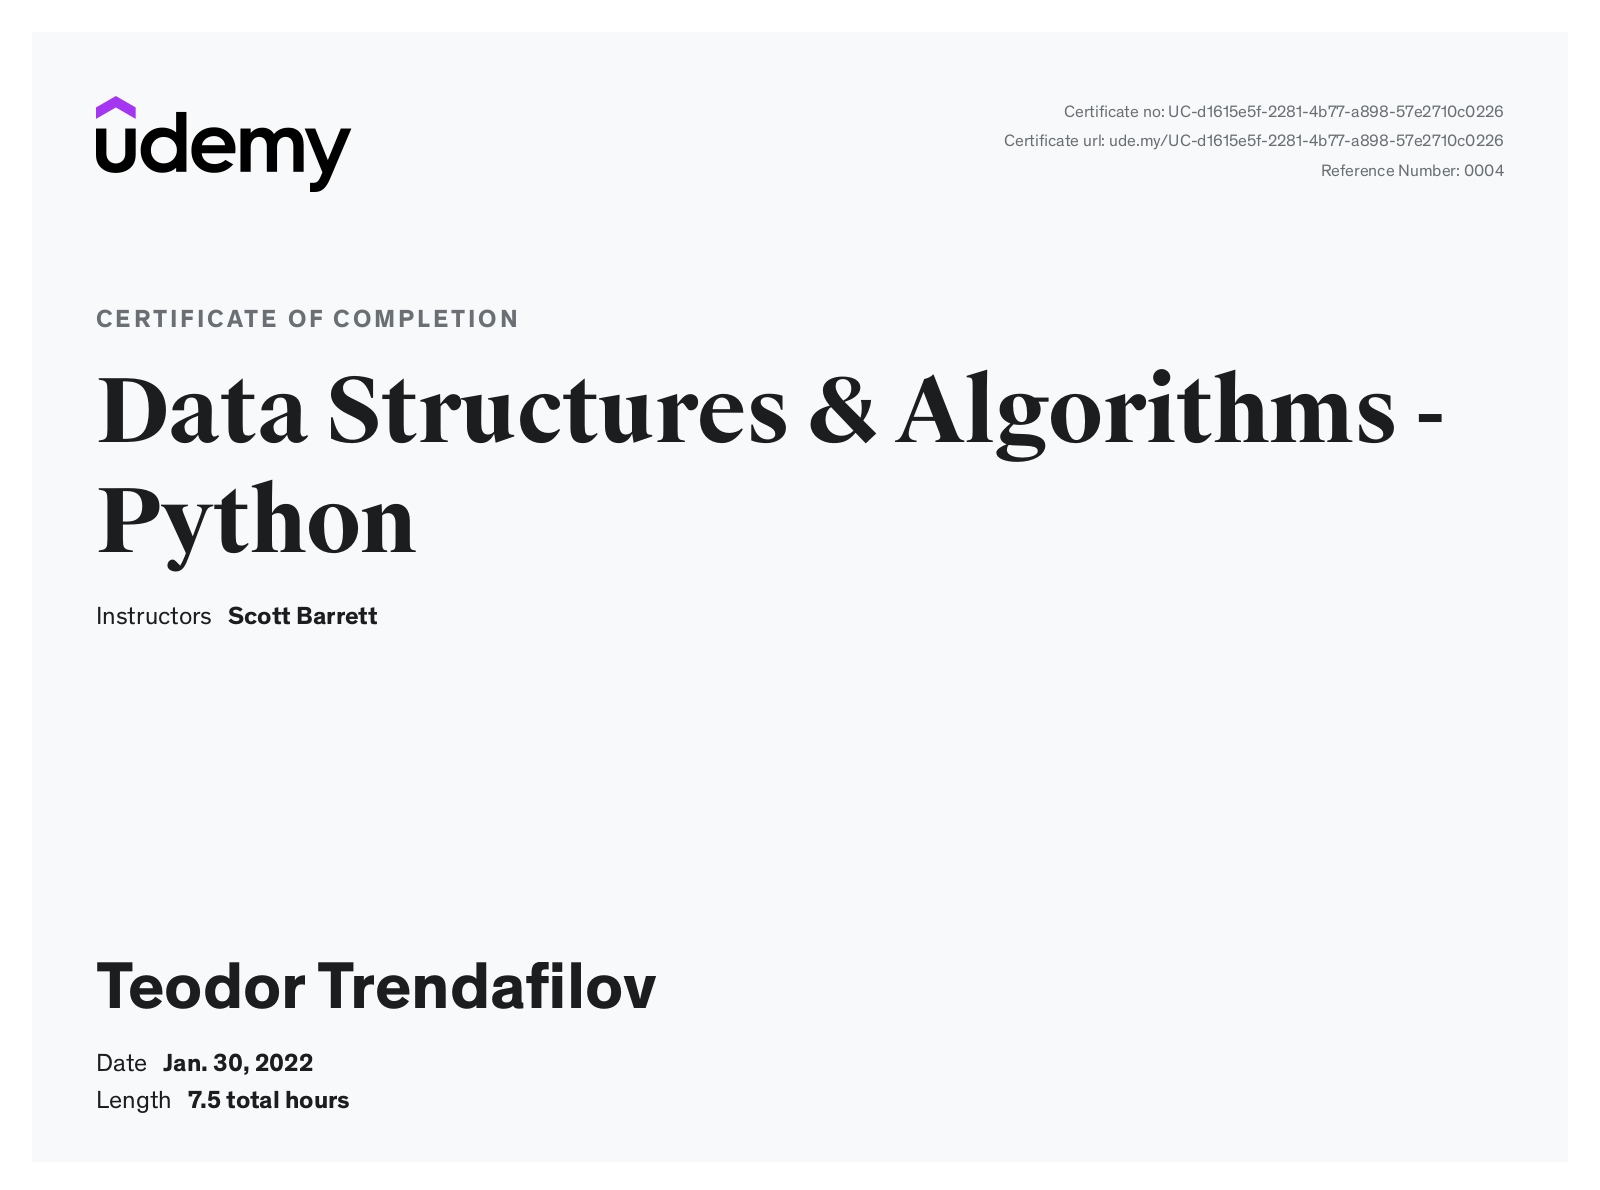 udemy
Certificate no: UC-d1615e5f-2281-4b77-a898-57e2710c0226
Certificate url: ude.my/UC-d1615e5f-2281-4b77-a898-57e2710c0226
Reference Number: 0004
CERTIFICATE OF COMPLETION
Data Structures & Algorithms -
Python
Instructors Scott Barrett
Teodor Trendafilov
Date Jan. 30, 2022
Length 7.5 total hours